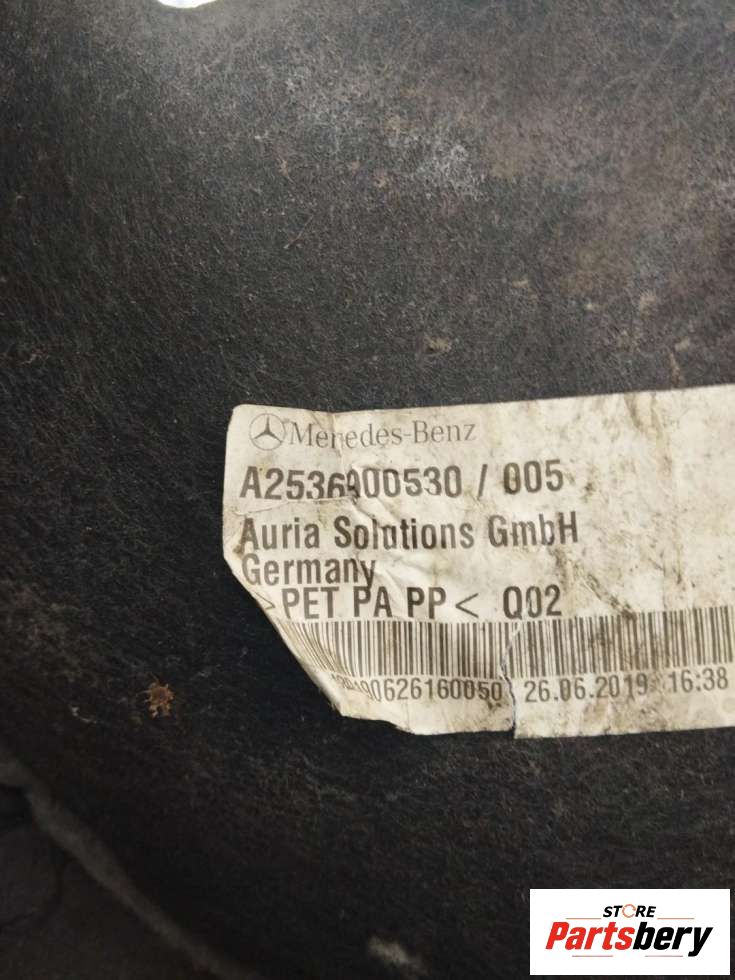 Mercedes-Benz
A2536900530 / 005
Auria Solutions GmbH
Germany
>PET PA PP< Q02
190626160050 26.06.2019 16:38
STORE
Partsbery